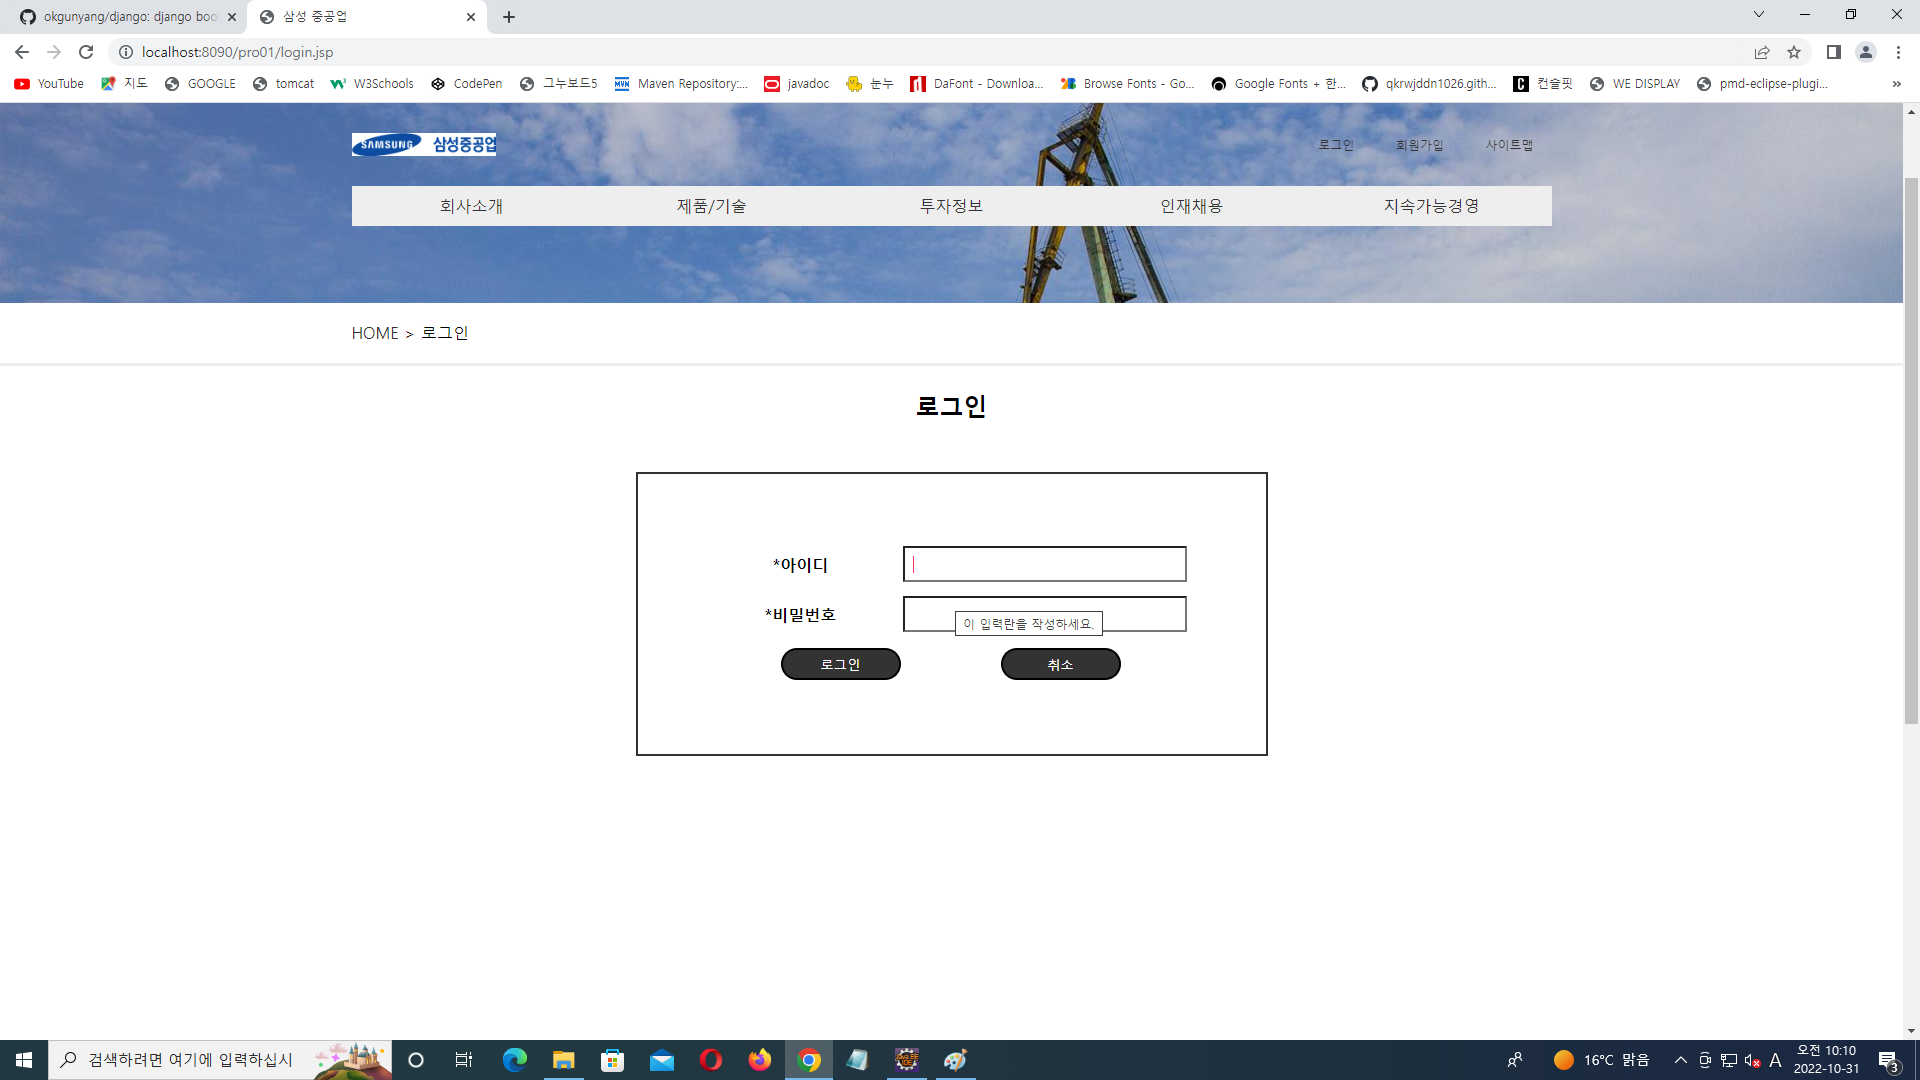 okgunyang/django: django boo
삼성 중공업
localhost:8090/pro01/login.jsp
YouTube 지도 GOOGLE tomcat W3Schools CodePen 그누보드5 Maven Repository:... javadoc 눈누 DaFont - Downloa... Browse Fonts - Go... Google Fonts + 한... qkrwjddn1026.gith... 컨슬핏 WE DISPLAY pmd-eclipse-plugi...
SAMSUNG 삼성중공업
로그인 회원가입 사이트맵
회사소개 제품/기술 투자정보 인재채용 지속가능경영
HOME > 로그인
로그인
*아이디
*비밀번호
이 입력란을 작성하세요.
로그인 취소
검색하려면 여기에 입력하십시
16°C 맑음
A
오전 10:10
2022-10-31
3